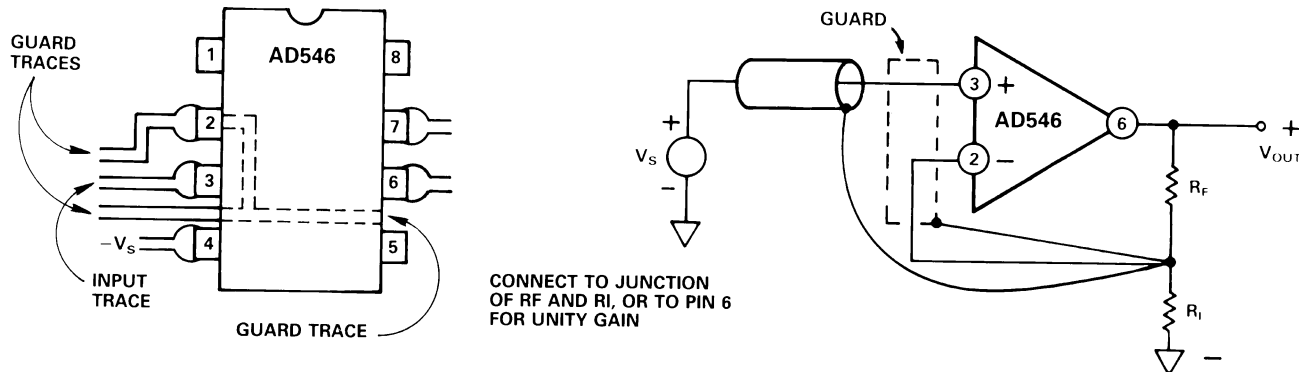 GUARD
TRACES
AD546
1
8
2
7
3
6
–VS
4
5
INPUT
TRACE
GUARD TRACE
CONNECT TO JUNCTION
OF RF AND RI, OR TO PIN 6
FOR UNITY GAIN
GUARD
3
+
AD546
6
2
–
+
VS
–
+
VOUT
RF
RI
–